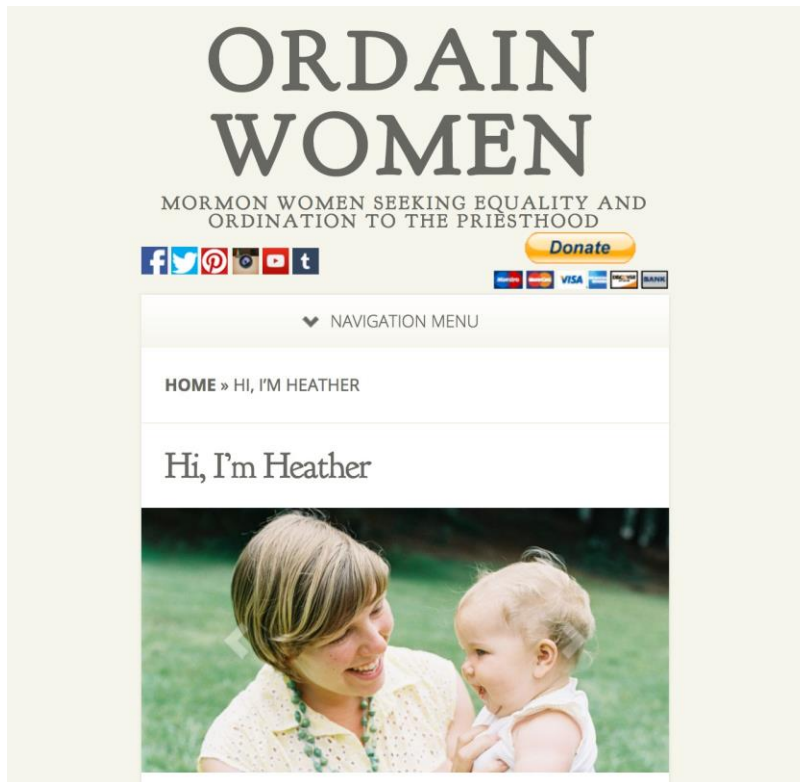 ORDAIN
WOMEN
MORMON WOMEN SEEKING EQUALITY AND
ORDINATION TO THE PRIESTHOOD
Donate
f t
VISA BANK
NAVIGATION MENU
HOME » HI, I'M HEATHER
Hi, I'm Heather